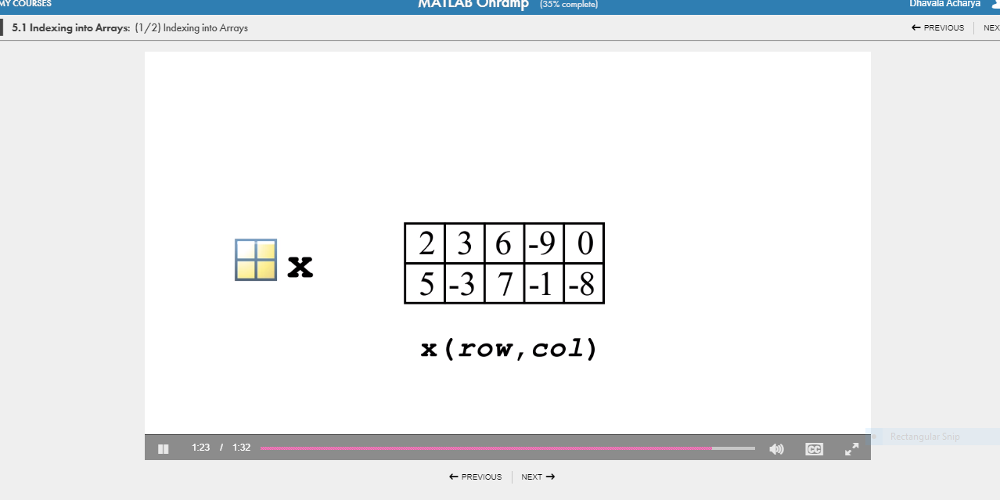 MY COURSES
MATLAB Onramp (35% complete)
Dhavala Acharya
5.1 Indexing into Arrays: (1/2) Indexing into Arrays
← PREVIOUS
NEX
2 3 6 -9 0
x
5 -3 7 -1 -8
x(row,col)
Rectangular Snip
1:23 / 1:32
CC
← PREVIOUS
NEXT →